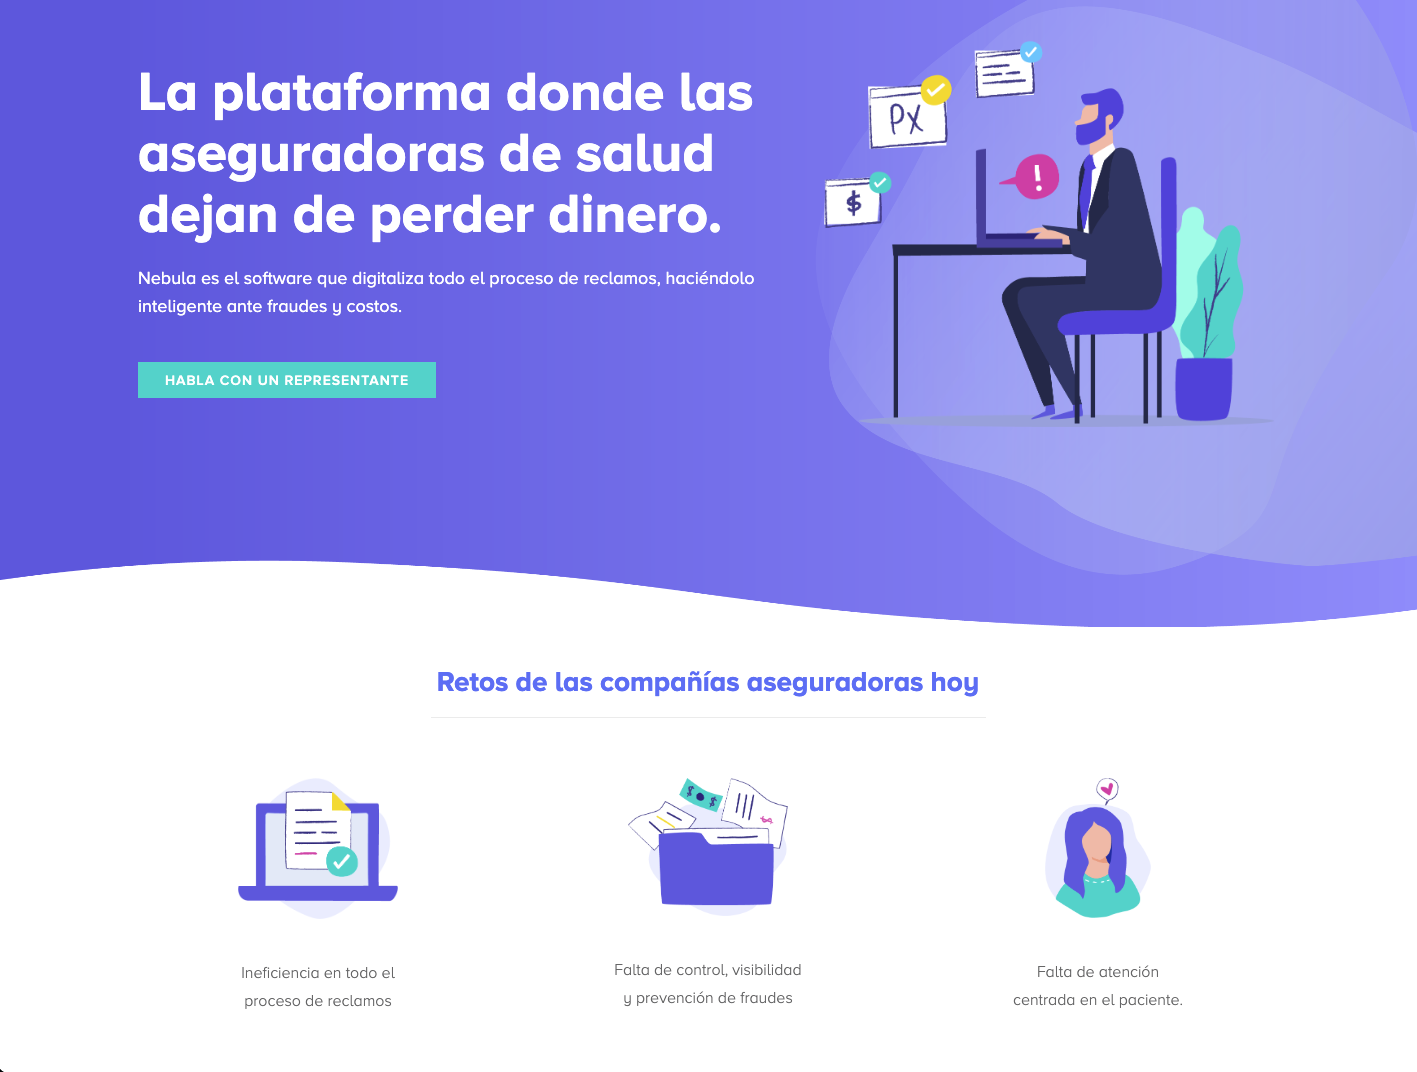 La plataforma donde las
aseguradoras de salud
dejan de perder dinero.
Nebula es el software que digitaliza todo el proceso de reclamos, haciéndolo
inteligente ante fraudes y costos.
HABLA CON UN REPRESENTANTE
PX
$
!
Retos de las compañías aseguradoras hoy
$ $
$
Ineficiencia en todo el
proceso de reclamos
Falta de control, visibilidad
y prevención de fraudes
Falta de atención
centrada en el paciente.